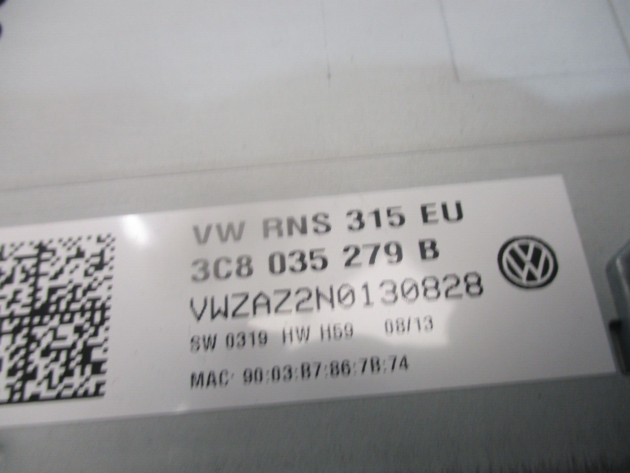 VW RNS 315 EU
3C8 035 279 B
VWZAZ2N0130828
SW 0319 HW H59 08/13
MAC: 90:03:B7:86:7B:74